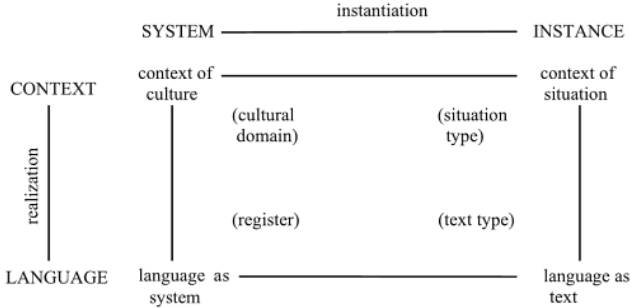 instantiation
SYSTEM INSTANCE
CONTEXT
context of
culture
context of
situation
(cultural
domain)
(situation
type)
realization
(register) (text type)
LANGUAGE
language as
system
language as
text